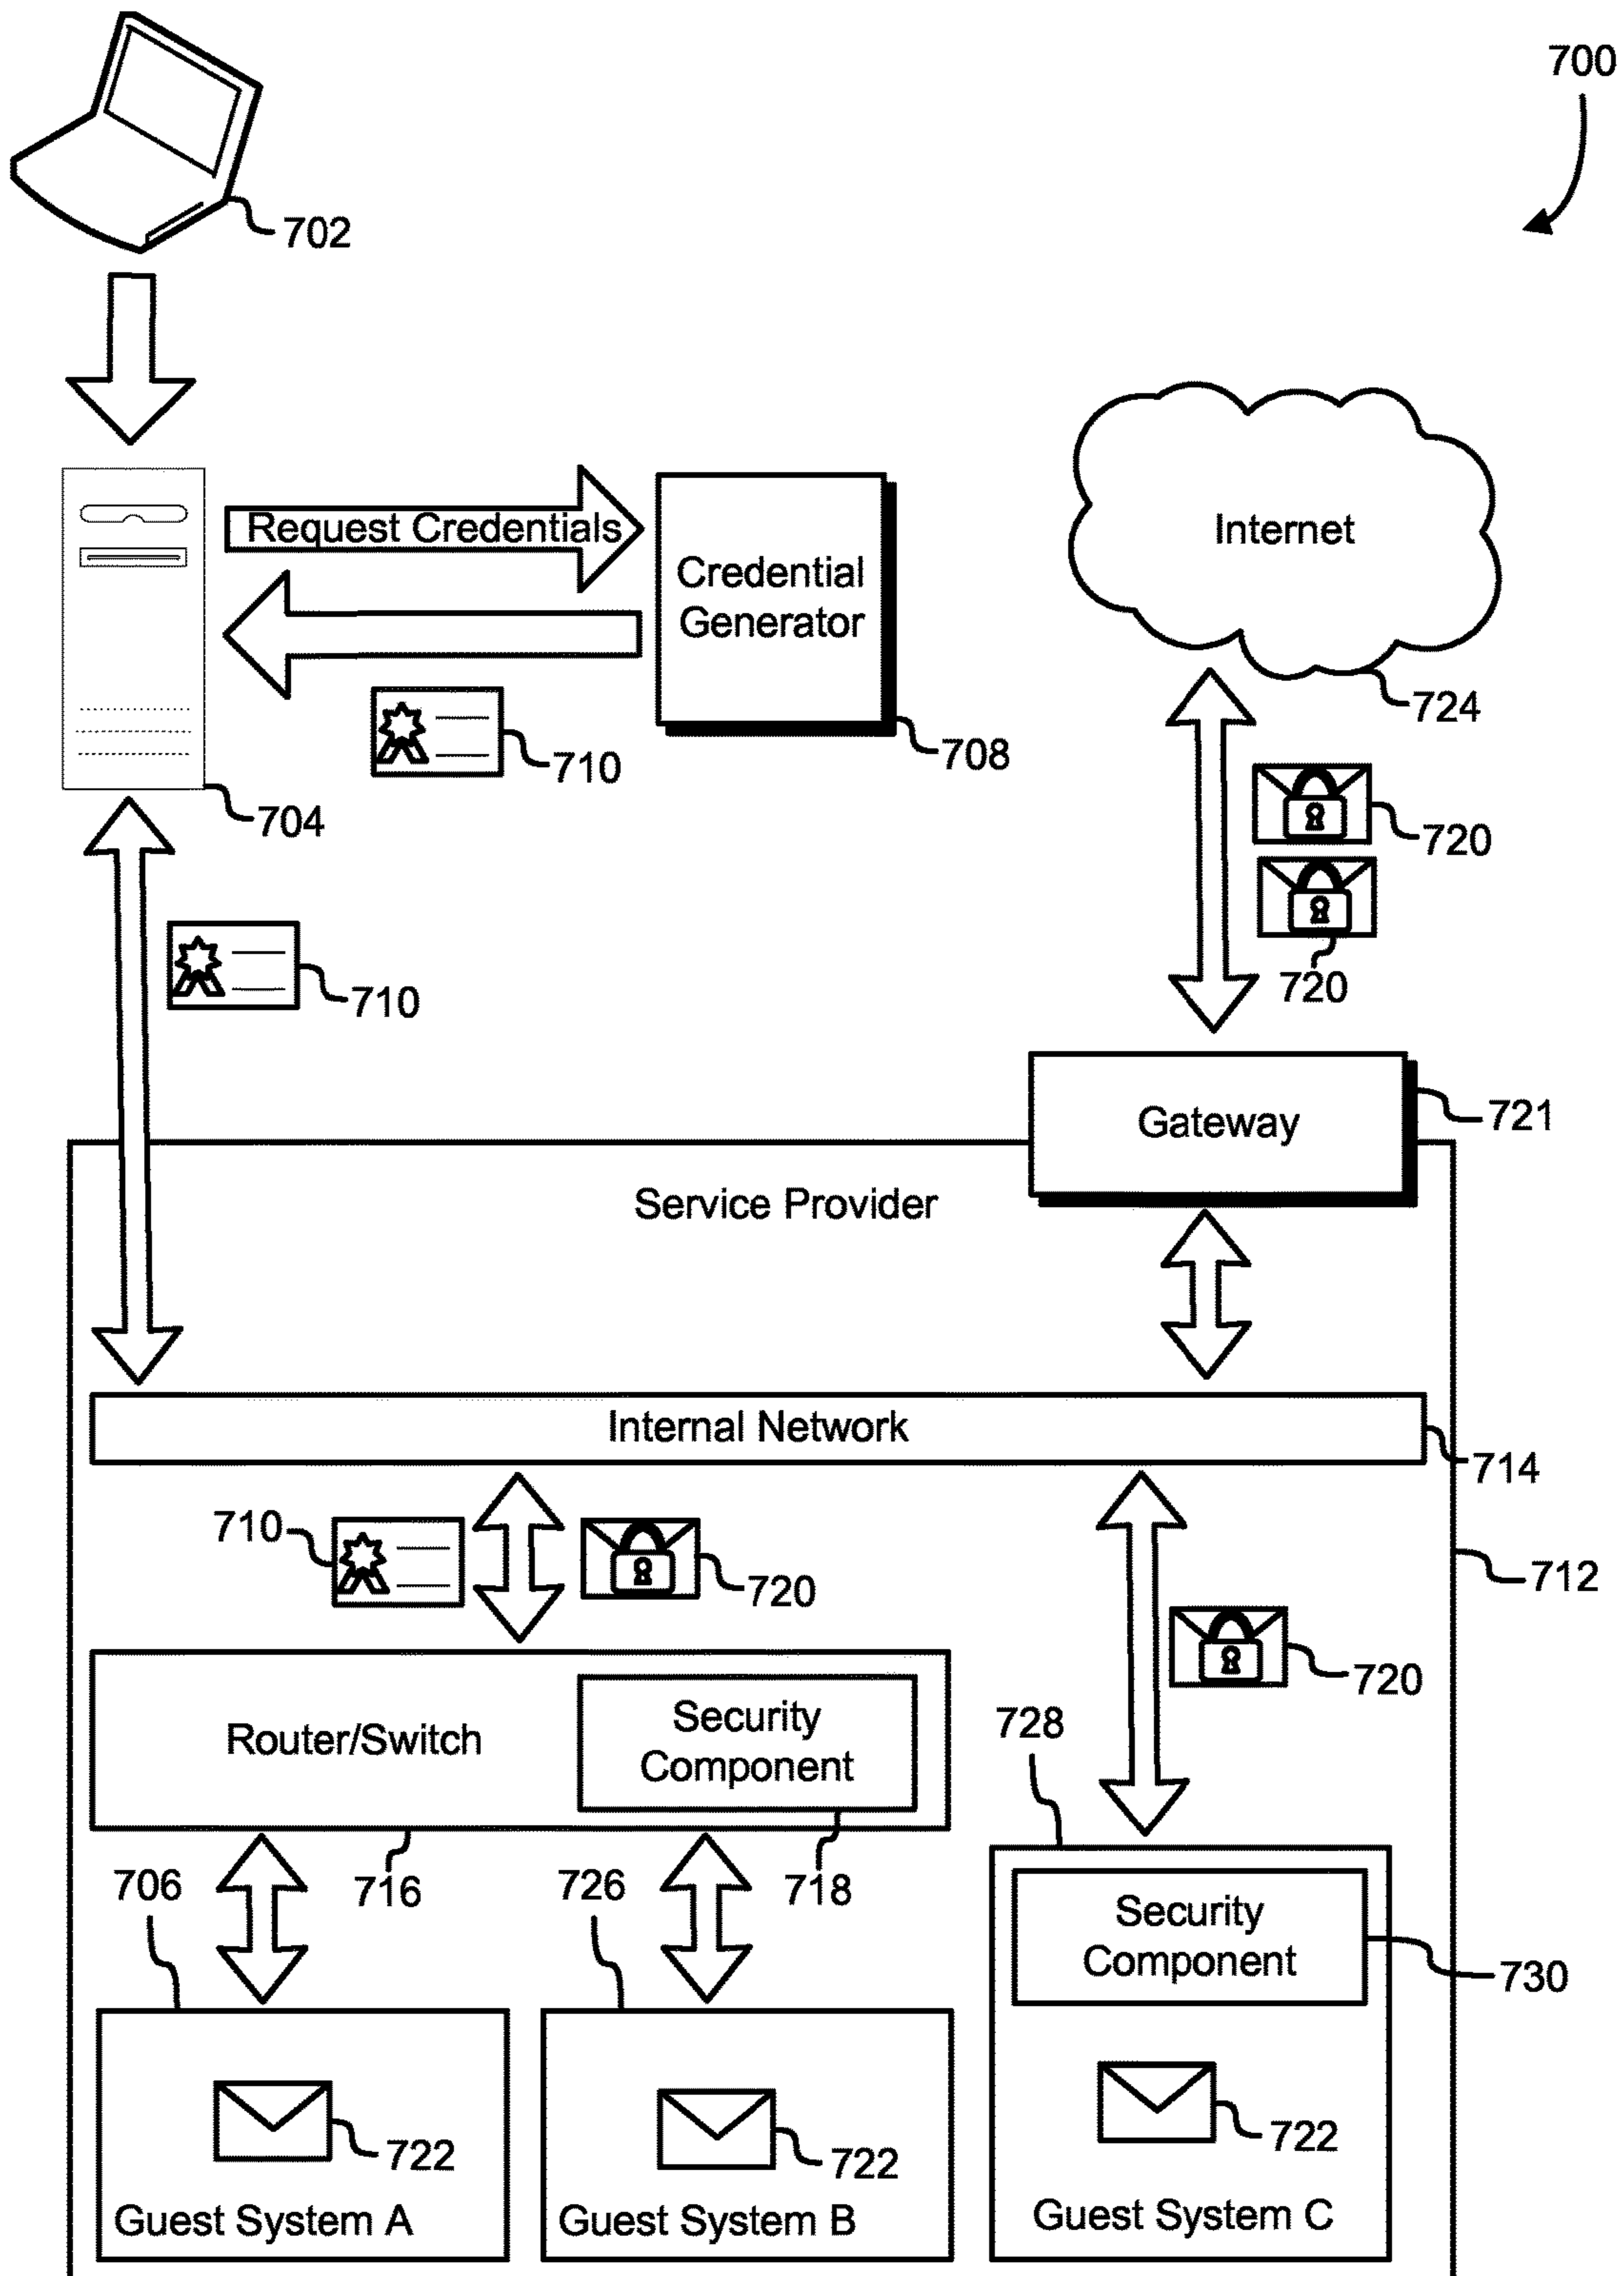 700
702
Request Credentials
Credential
Generator
Internet
724
710
708
704
720
720
710
Gateway
721
Service Provider
Internal Network
714
710
720
712
Router/Switch
Security
Component
720
728
706
716
726
718
Security
Component
730
722
722
722
Guest System A
Guest System B
Guest System C